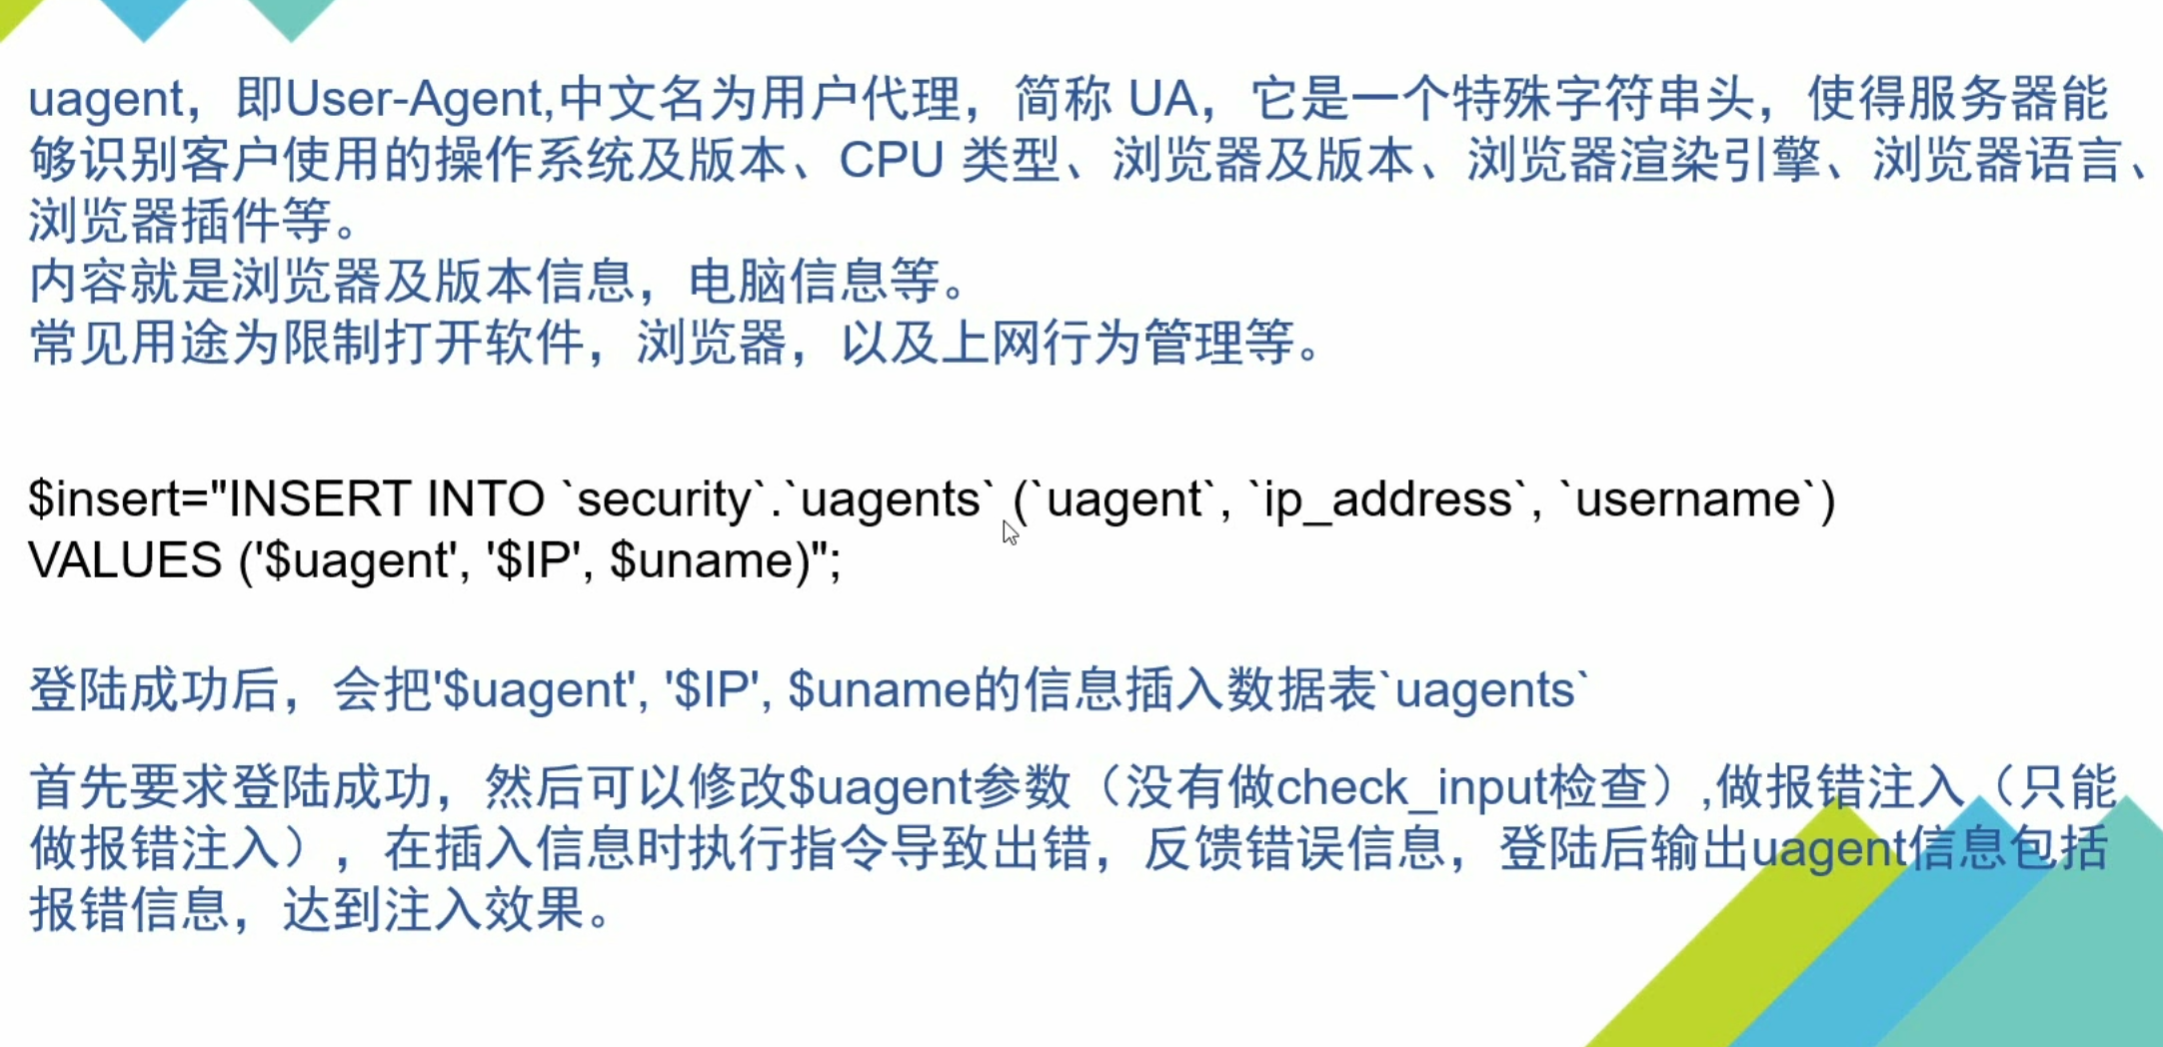 uagent，即User-Agent,中文名为用户代理，简称 UA，它是一个特殊字符串头，使得服务器能
够识别客户使用的操作系统及版本、CPU 类型、浏览器及版本、浏览器渲染引擎、浏览器语言、
浏览器插件等。
内容就是浏览器及版本信息，电脑信息等。
常见用途为限制打开软件，浏览器，以及上网行为管理等。
$insert="INSERT INTO `security`.`uagents` (`uagent`, `ip_address`, `username`)
VALUES ('$uagent', '$IP', $uname)";
登陆成功后，会把'$uagent', '$IP', $uname的信息插入数据表`uagents`
首先要求登陆成功，然后可以修改$uagent参数（没有做check_input检查）,做报错注入（只能
做报错注入），在插入信息时执行指令导致出错，反馈错误信息，登陆后输出uagent信息包括
报错信息，达到注入效果。